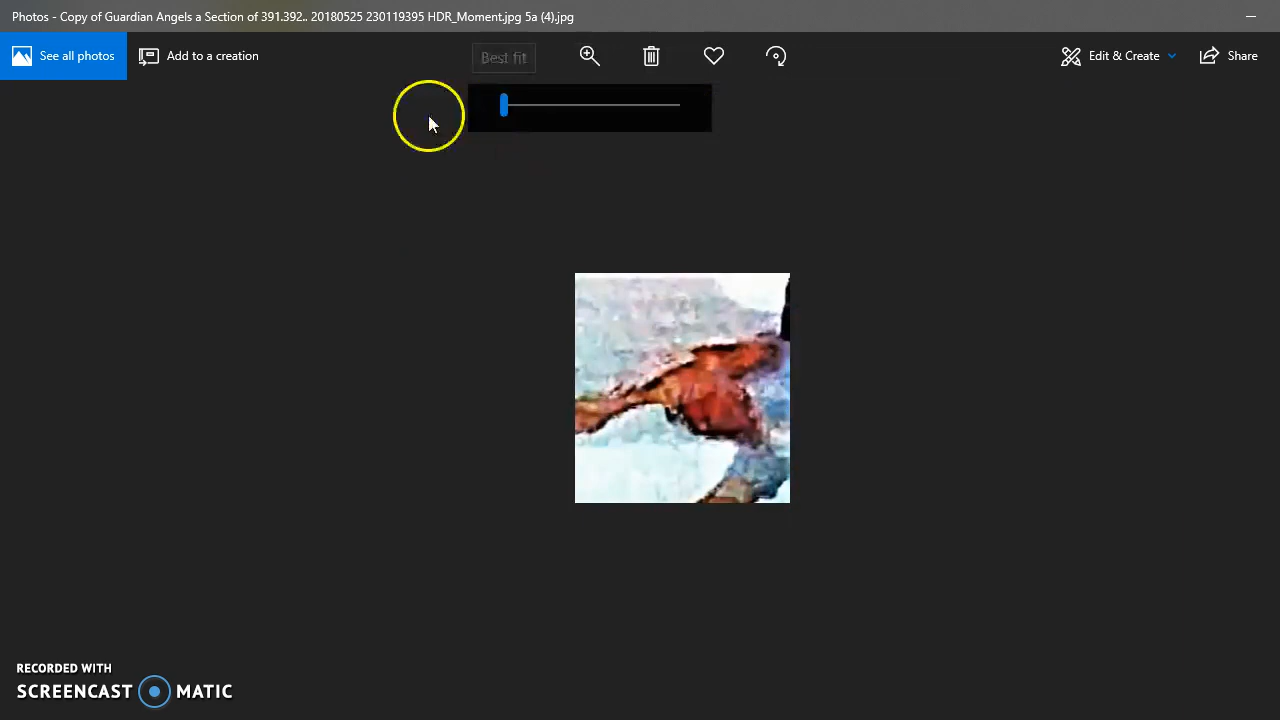 Photos - Copy of Guardian Angels a Section of 391.392.. 20180525 230119395 HDR_Moment.jpg 5a (4).jpg
See all photos
Add to a creation
Best fit
Edit & Create
Share
RECORDED WITH
SCREENCAST MATIC